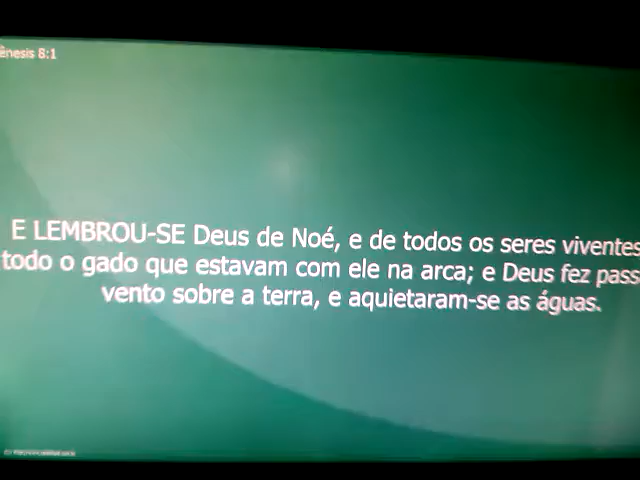 ênesis 8:1
E LEMBROU-SE Deus de Noé, e de todos os seres viventes
todo o gado que estavam com ele na arca; e Deus fez pass
vento sobre a terra, e aquietaram-se as águas.